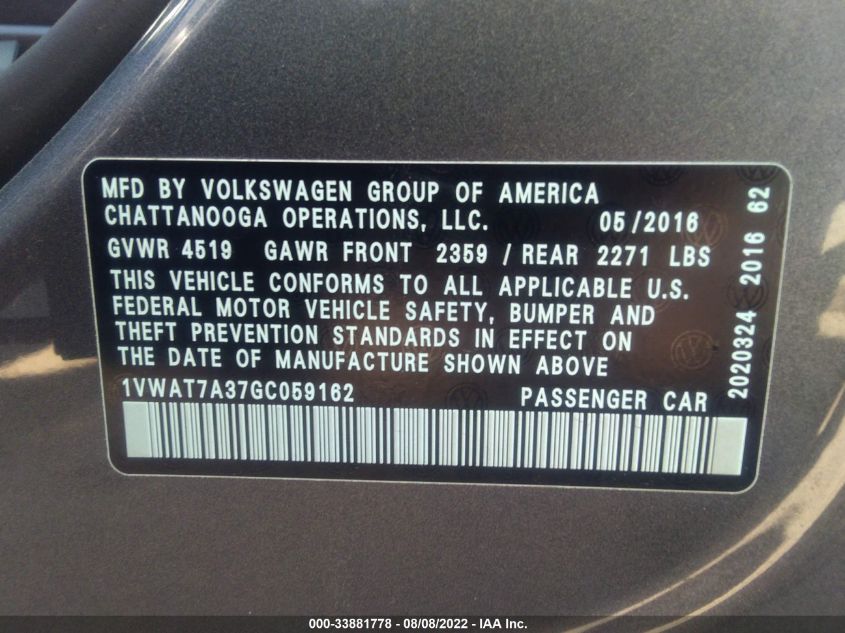 MFD BY VOLKSWAGEN GROUP OF AMERICA
CHATTANOOGA OPERATIONS, LLC. 05/2016
GVWR 4519 GAWR FRONT 2359 / REAR 2271 LBS
THIS VEHICLE CONFORMS TO ALL APPLICABLE U.S.
FEDERAL MOTOR VEHICLE SAFETY, BUMPER AND
THEFT PREVENTION STANDARDS IN EFFECT ON
THE DATE OF MANUFACTURE SHOWN ABOVE
1VWAT7A37GC059162 PASSENGER CAR
2020324 2016 62
000-33881778 - 08/08/2022 - IAA Inc.